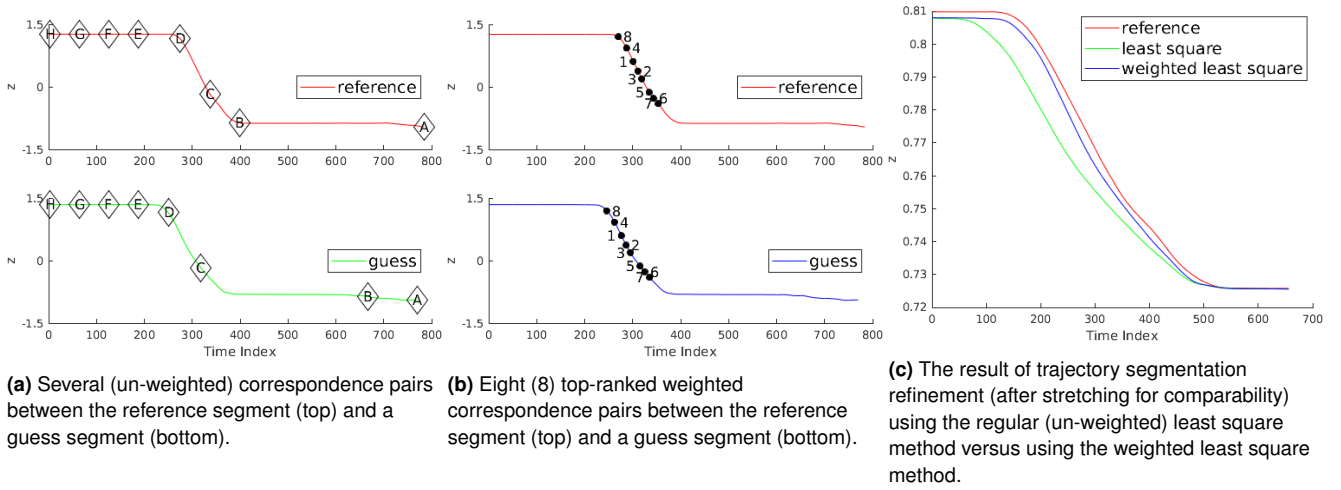 1.5
0
-1.5
z
H G F E D C B A
reference
0 100 200 300 400 500 600 700 800
1.5
0
-1.5
z
H G F E D C B A
guess
0 100 200 300 400 500 600 700 800
Time Index
(a) Several (un-weighted) correspondence pairs
between the reference segment (top) and a
guess segment (bottom).
1.5
0
-1.5
z
8
4
1
2
3
5
6
7
reference
0 100 200 300 400 500 600 700 800
1.5
0
-1.5
z
8
4
1
2
3
5
6
7
guess
0 100 200 300 400 500 600 700 800
Time Index
(b) Eight (8) top-ranked weighted
correspondence pairs between the reference
segment (top) and a guess segment (bottom).
0.81
0.8
0.79
0.78
0.77
0.76
0.75
0.74
0.73
0.72
z
reference
least square
weighted least square
0 100 200 300 400 500 600 700
Time Index
(c) The result of trajectory segmentation
refinement (after stretching for comparability)
using the regular (un-weighted) least square
method versus using the weighted least square
method.